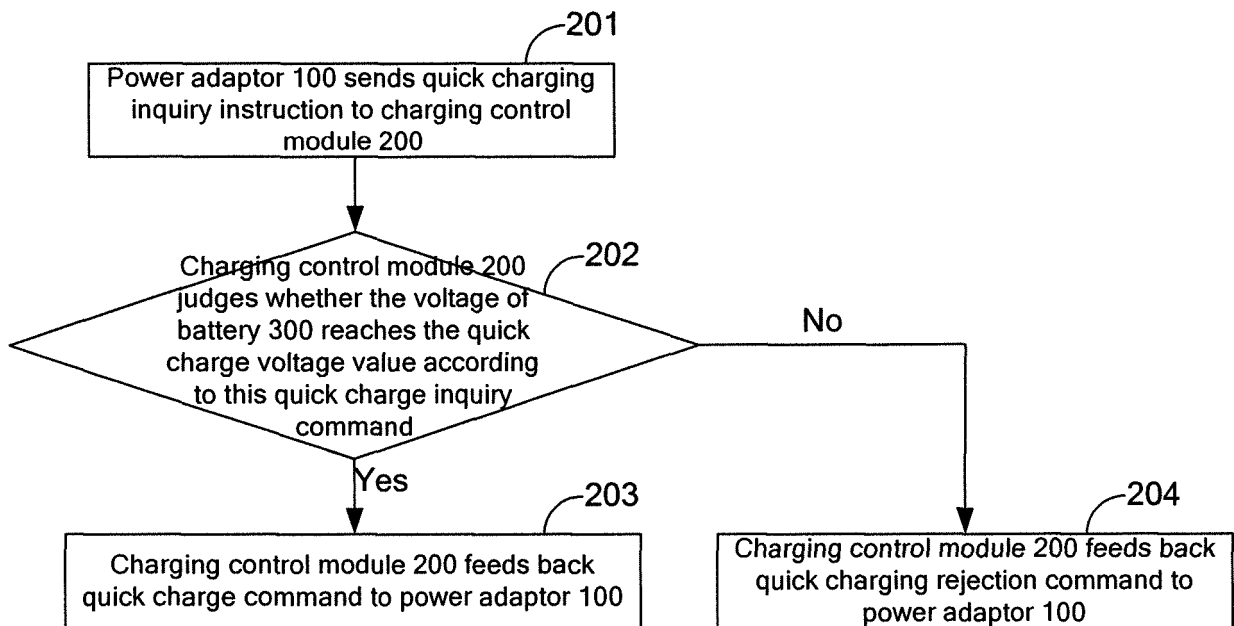 201
Power adaptor 100 sends quick charging
inquiry instruction to charging control
module 200
202
Charging control module 200
judges whether the voltage of
battery 300 reaches the quick
charge voltage value according
to this quick charge inquiry
command
No
Yes
203
Charging control module 200 feeds back
quick charge command to power adaptor 100
204
Charging control module 200 feeds back
quick charging rejection command to
power adaptor 100